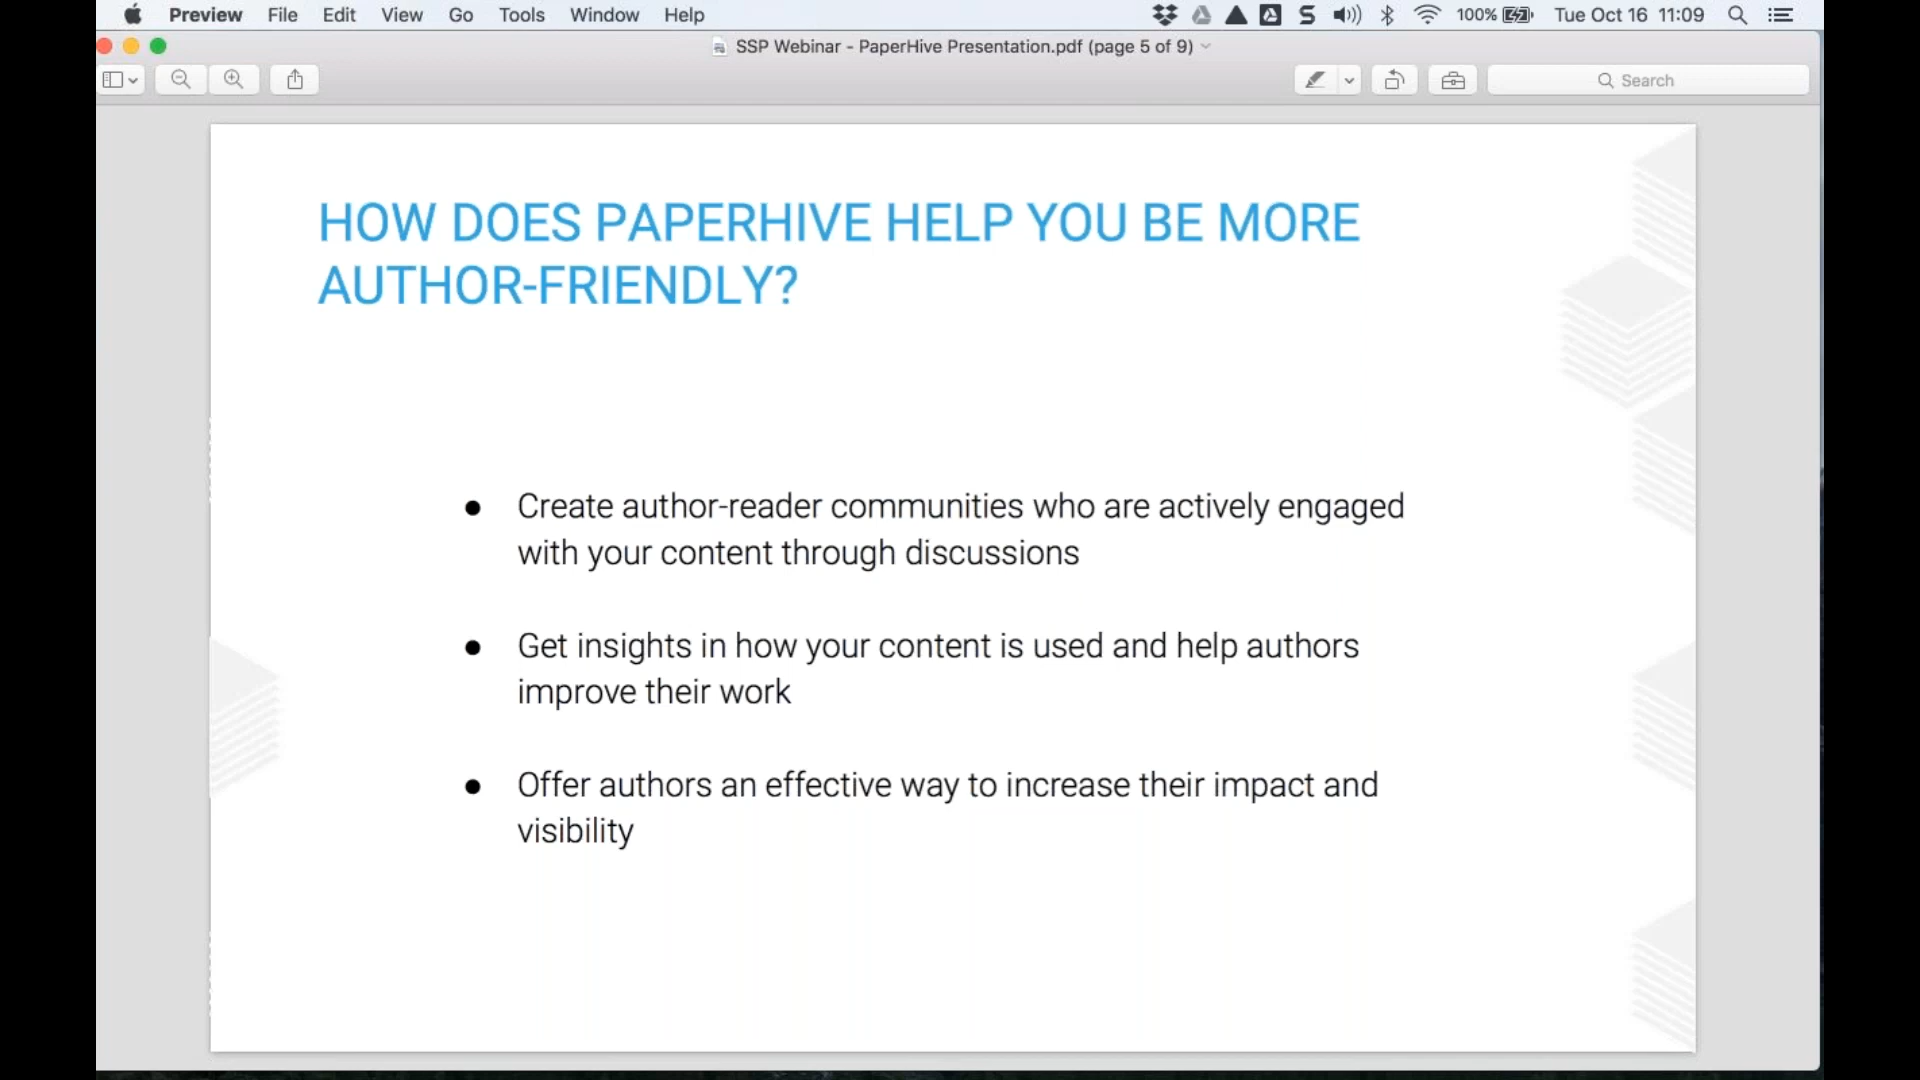 Preview File Edit View Go Tools Window Help 100% Tue Oct 16 11:09
SSP Webinar - PaperHive Presentation.pdf (page 5 of 9)
Search
HOW DOES PAPERHIVE HELP YOU BE MORE
AUTHOR-FRIENDLY?
● Create author-reader communities who are actively engaged
with your content through discussions
● Get insights in how your content is used and help authors
improve their work
● Offer authors an effective way to increase their impact and
visibility